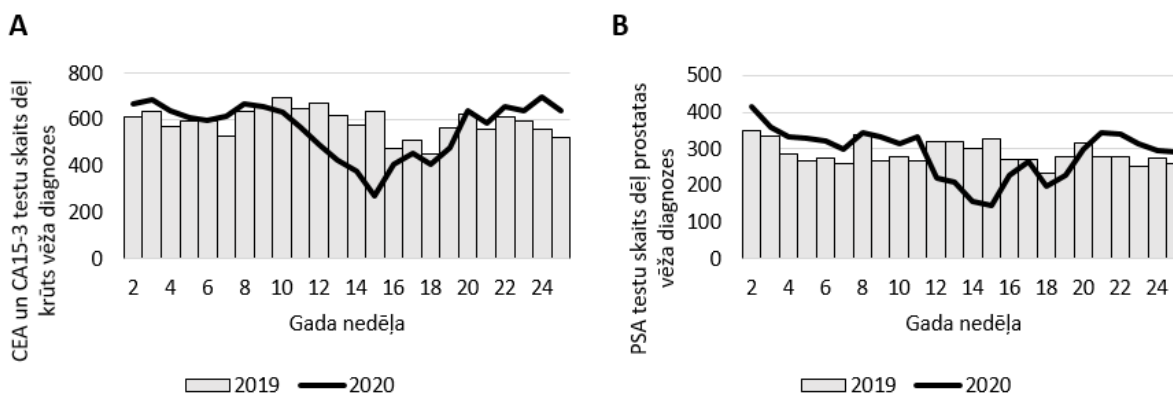 A
CEA un CA15-3 testu skaits dēļ
krūts vēža diagnozes
800
600
400
200
0
2 4 6 8 10 12 14 16 18 20 22 24
Gada nedēļa
2019 2020
B
PSA testu skaits dēļ prostatas
vēža diagnozes
500
400
300
200
100
0
2 4 6 8 10 12 14 16 18 20 22 24
Gada nedēļa
2019 2020